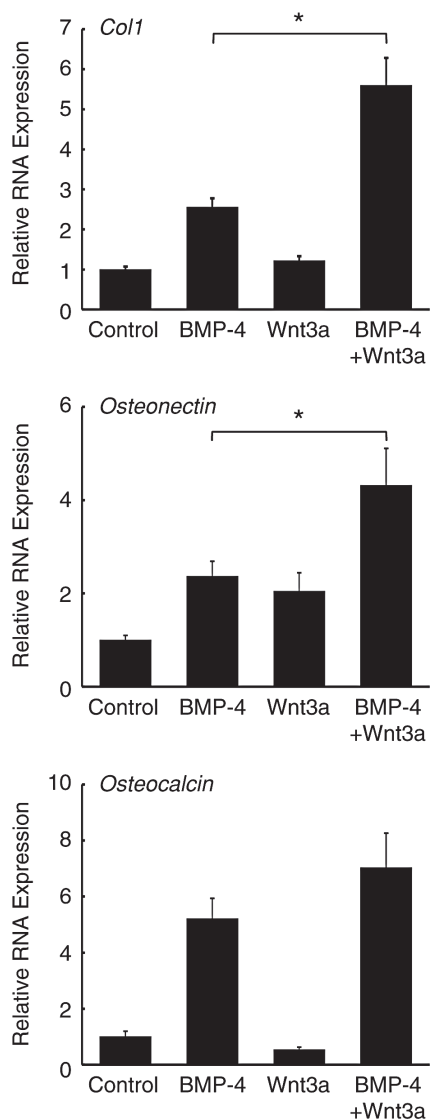 Col1
*
Relative RNA Expression
7
6
5
4
3
2
1
0
Control BMP-4 Wnt3a BMP-4
+Wnt3a
Osteonectin
*
Relative RNA Expression
6
4
2
0
Control BMP-4 Wnt3a BMP-4
+Wnt3a
Osteocalcin
Relative RNA Expression
10
8
6
4
2
0
Control BMP-4 Wnt3a BMP-4
+Wnt3a